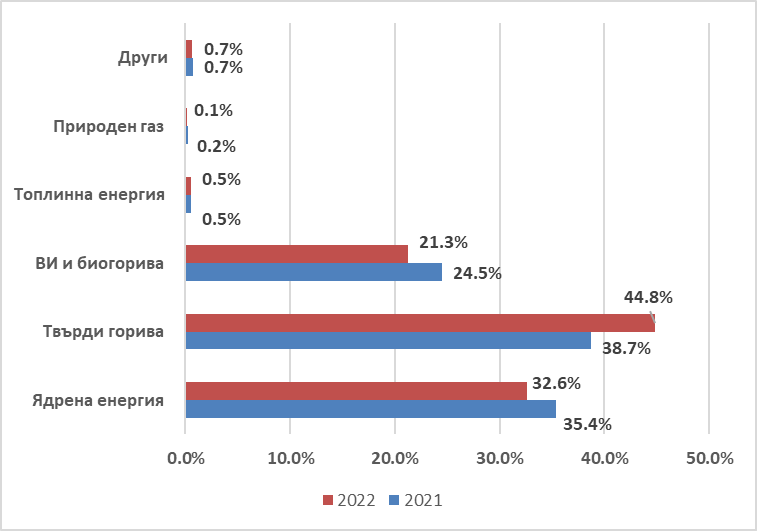 Други
0.7%
0.7%
Природен газ
0.1%
0.2%
Топлинна енергия
0.5%
0.5%
ВИ и биогорива
21.3%
24.5%
Твърди горива
44.8%
38.7%
Ядрена енергия
32.6%
35.4%
0.0% 10.0% 20.0% 30.0% 40.0% 50.0%
2022 2021